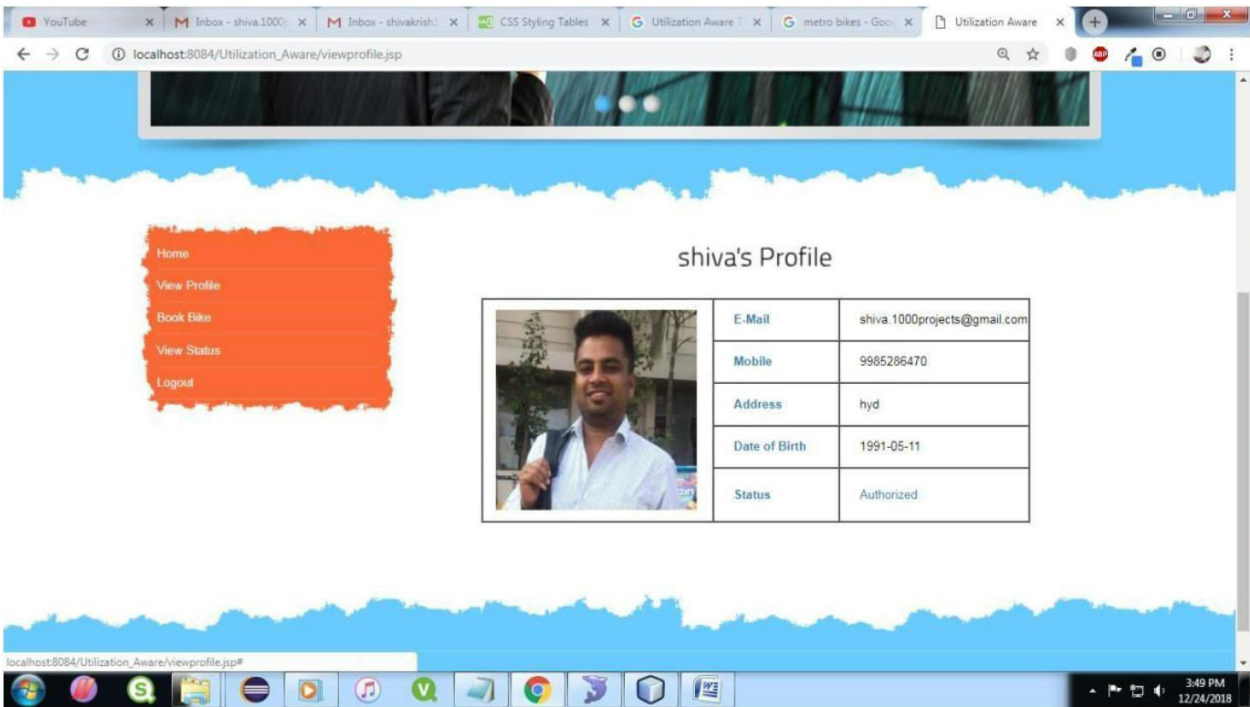 YouTube
Inbox - shiva.1000
Inbox - shivakrish
CSS Styling Tables
Utilization Aware T
metro bikes - Goo
Utilization Aware
localhost:8084/Utilization_Aware/viewprofile.jsp
ABP
shiva's Profile
Home
View Profile
Book Bike
View Status
Logout
E-Mail shiva.1000projects@gmail.com
Mobile 9985286470
Address hyd
Date of Birth 1991-05-11
Status Authorized
localhost:8084/Utilization_Aware/viewprofile.jsp#
3:49 PM
12/24/2018